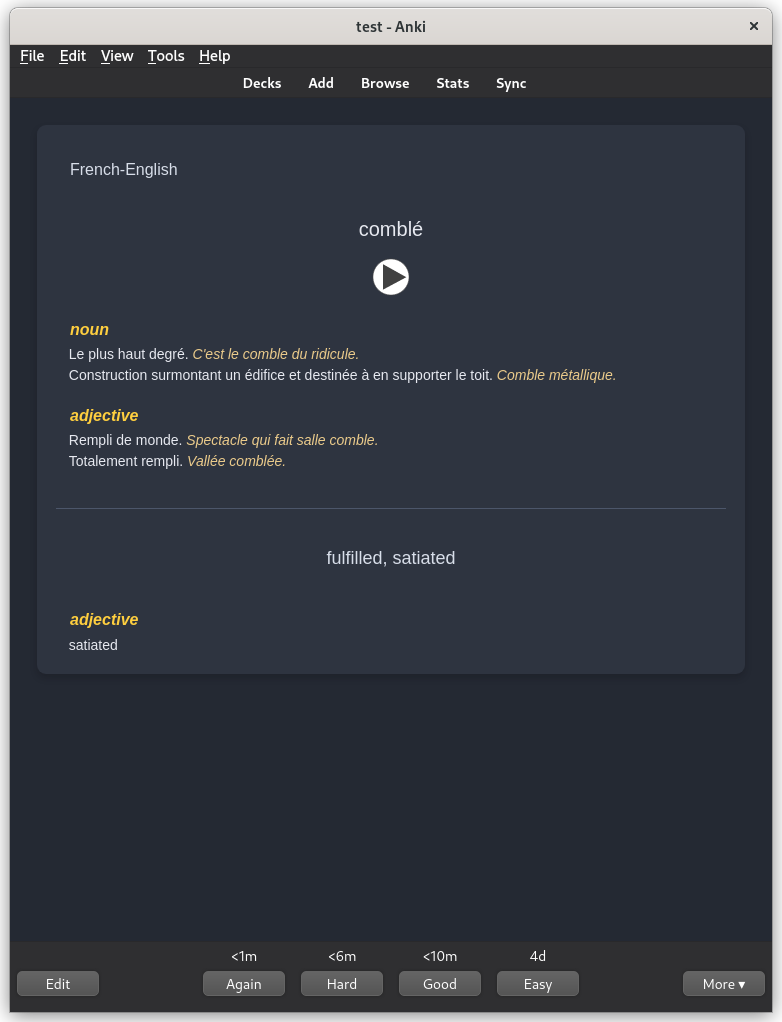 test - Anki ×
File Edit View Tools Help
Decks Add Browse Stats Sync
French-English
comblé
noun
Le plus haut degré. C'est le comble du ridicule.
Construction surmontant un édifice et destinée à en supporter le toit. Comble métallique.
adjective
Rempli de monde. Spectacle qui fait salle comble.
Totalement rempli. Vallée comblée.
fulfilled, satiated
adjective
satiated
<1m <6m <10m 4d
Edit Again Hard Good Easy More ▾